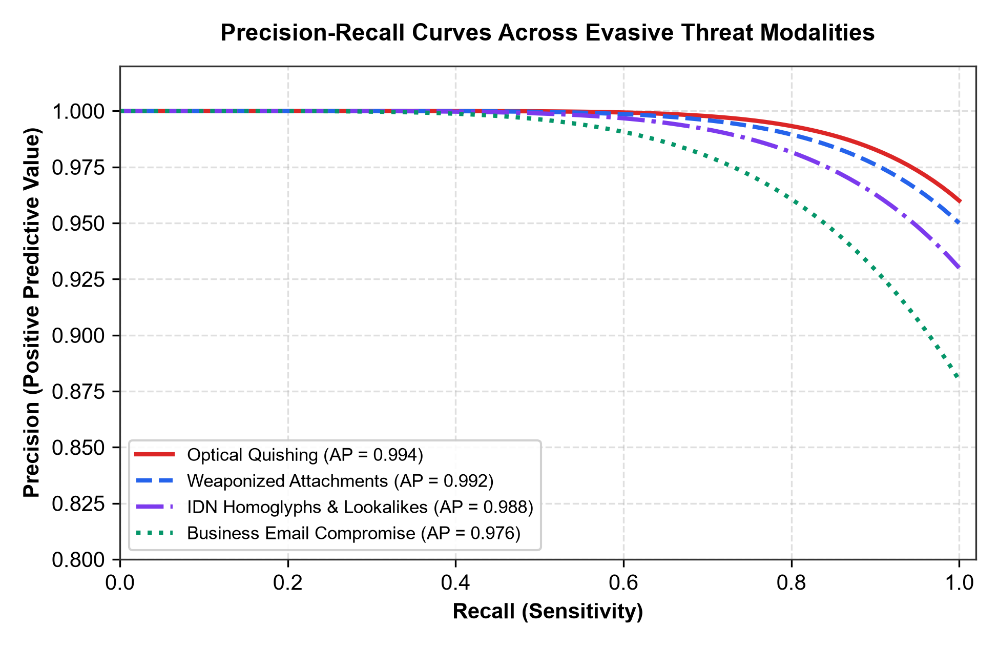 Precision-Recall Curves Across Evasive Threat Modalities
Precision (Positive Predictive Value)
1.000
0.975
0.950
0.925
0.900
0.875
0.850
0.825
0.800
Optical Quishing (AP = 0.994)
Weaponized Attachments (AP = 0.992)
IDN Homoglyphs & Lookalikes (AP = 0.988)
Business Email Compromise (AP = 0.976)
0.0 0.2 0.4 0.6 0.8 1.0
Recall (Sensitivity)